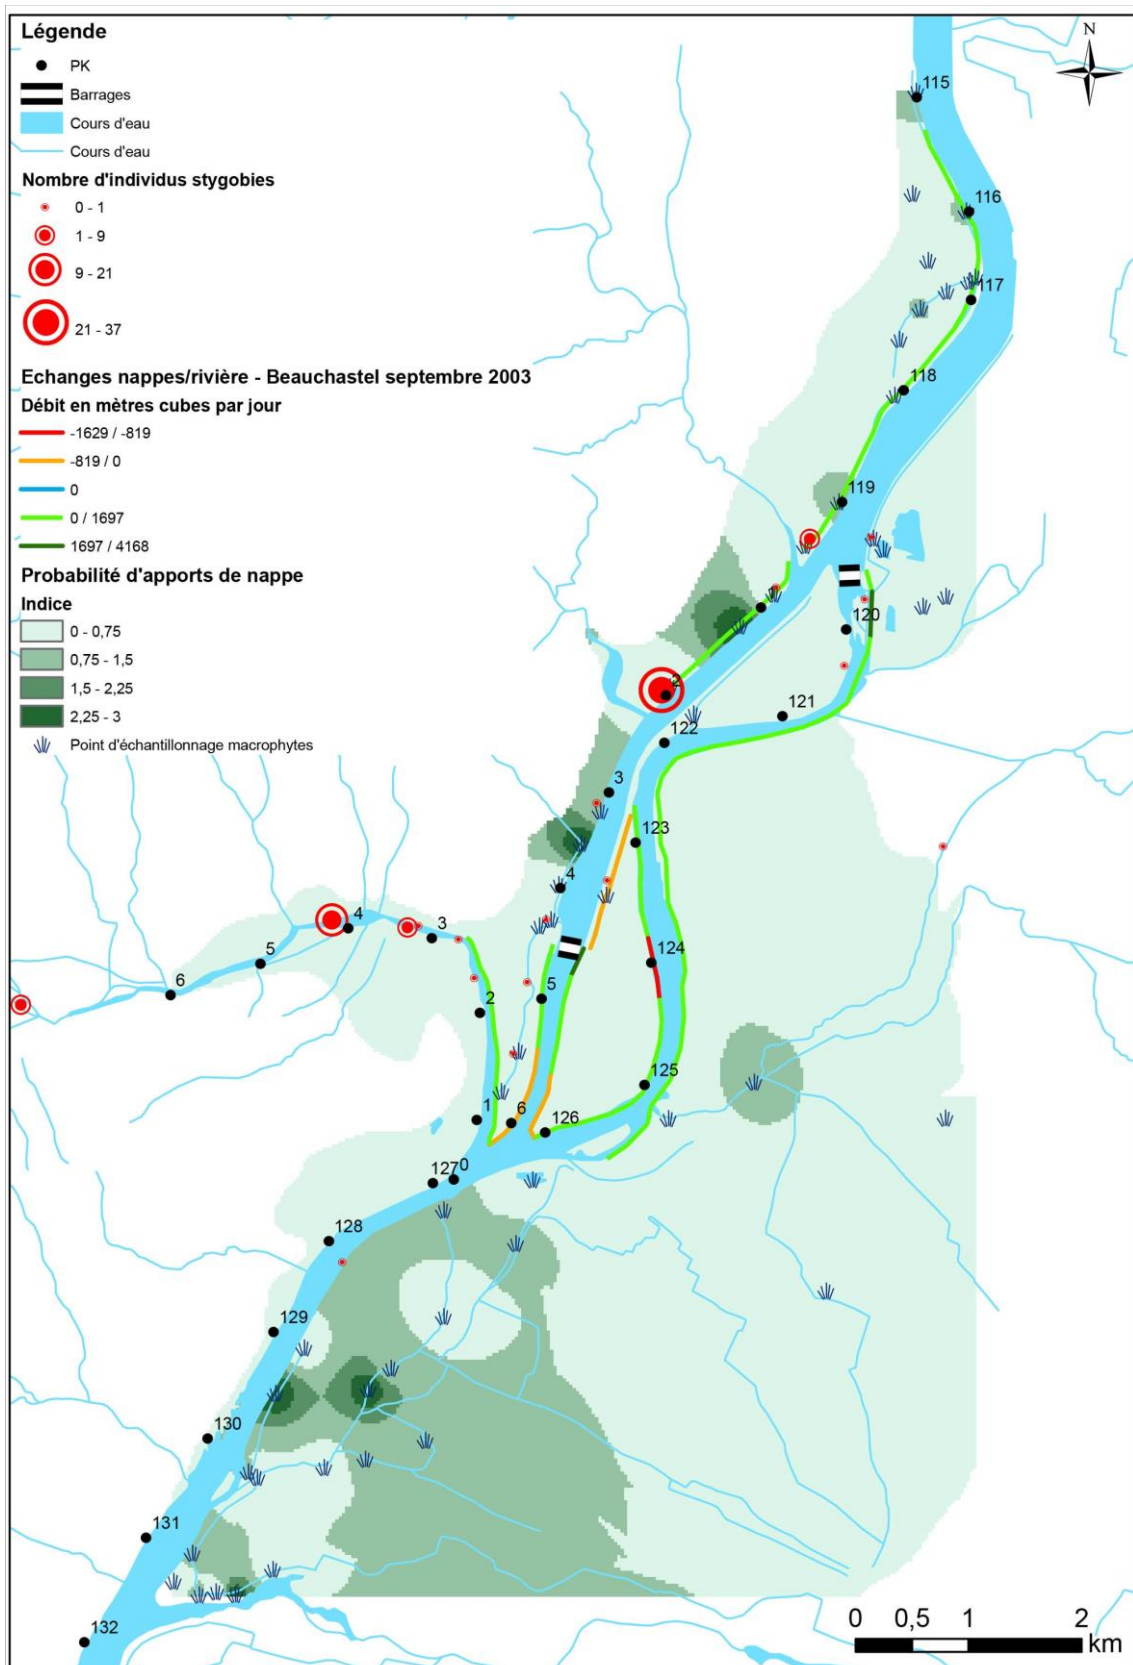 Légende
PK
Barrages
Cours d'eau
Cours d'eau
Nombre d'individus stygobies
0 - 1
1 - 9
9 - 21
21 - 37
Echanges nappes/rivière - Beauchastel septembre 2003
Débit en mètres cubes par jour
-1629 / -819
-819 / 0
0
0 / 1697
1697 / 4168
Probabilité d'apports de nappe
Indice
0 - 0,75
0,75 - 1,5
1,5 - 2,25
2,25 - 3
Point d'échantillonnage macrophytes
N
115
116
117
118
119
1
120
2
121
122
3
123
4
4
3
124
5
6
5
2
125
1
6
126
127
0
128
129
130
131
132
0 0,5 1 2
km